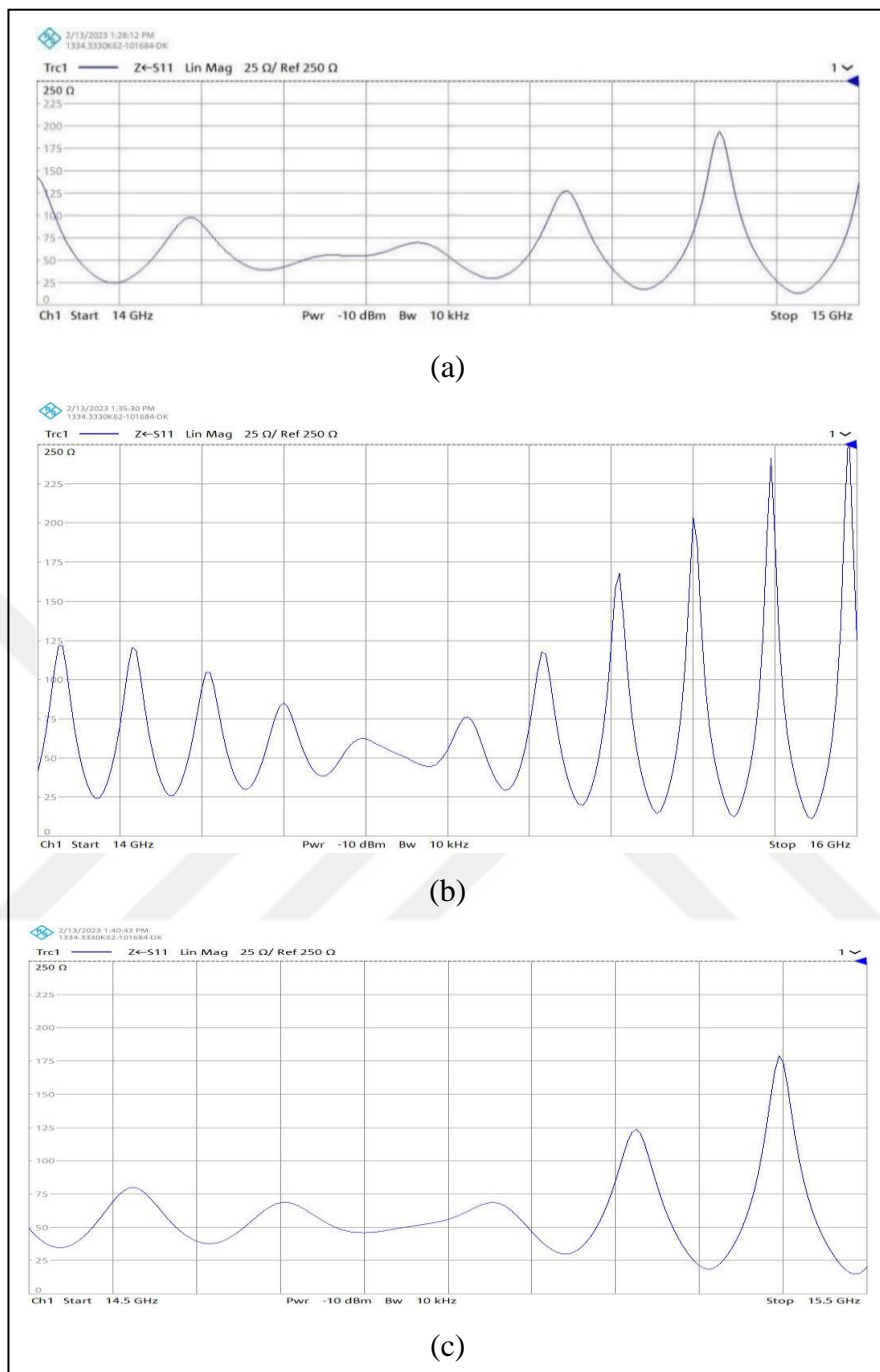 2/13/2023 1:28:12 PM
1334.3330K62-101684-DK
Trc1 Z←S11 Lin Mag 25 Ω/ Ref 250 Ω 1
250 Ω
225
200
175
150
125
100
75
50
25
0
Ch1 Start 14 GHz Pwr -10 dBm Bw 10 kHz Stop 15 GHz
(a)
2/13/2023 1:35:30 PM
1334.3330K62-101684-DK
Trc1 Z←S11 Lin Mag 25 Ω/ Ref 250 Ω 1
250 Ω
225
200
175
150
125
100
75
50
25
0
Ch1 Start 14 GHz Pwr -10 dBm Bw 10 kHz Stop 16 GHz
(b)
2/13/2023 1:40:43 PM
1334.3330K62-101684-DK
Trc1 Z←S11 Lin Mag 25 Ω/ Ref 250 Ω 1
250 Ω
225
200
175
150
125
100
75
50
25
0
Ch1 Start 14.5 GHz Pwr -10 dBm Bw 10 kHz Stop 15.5 GHz
(c)